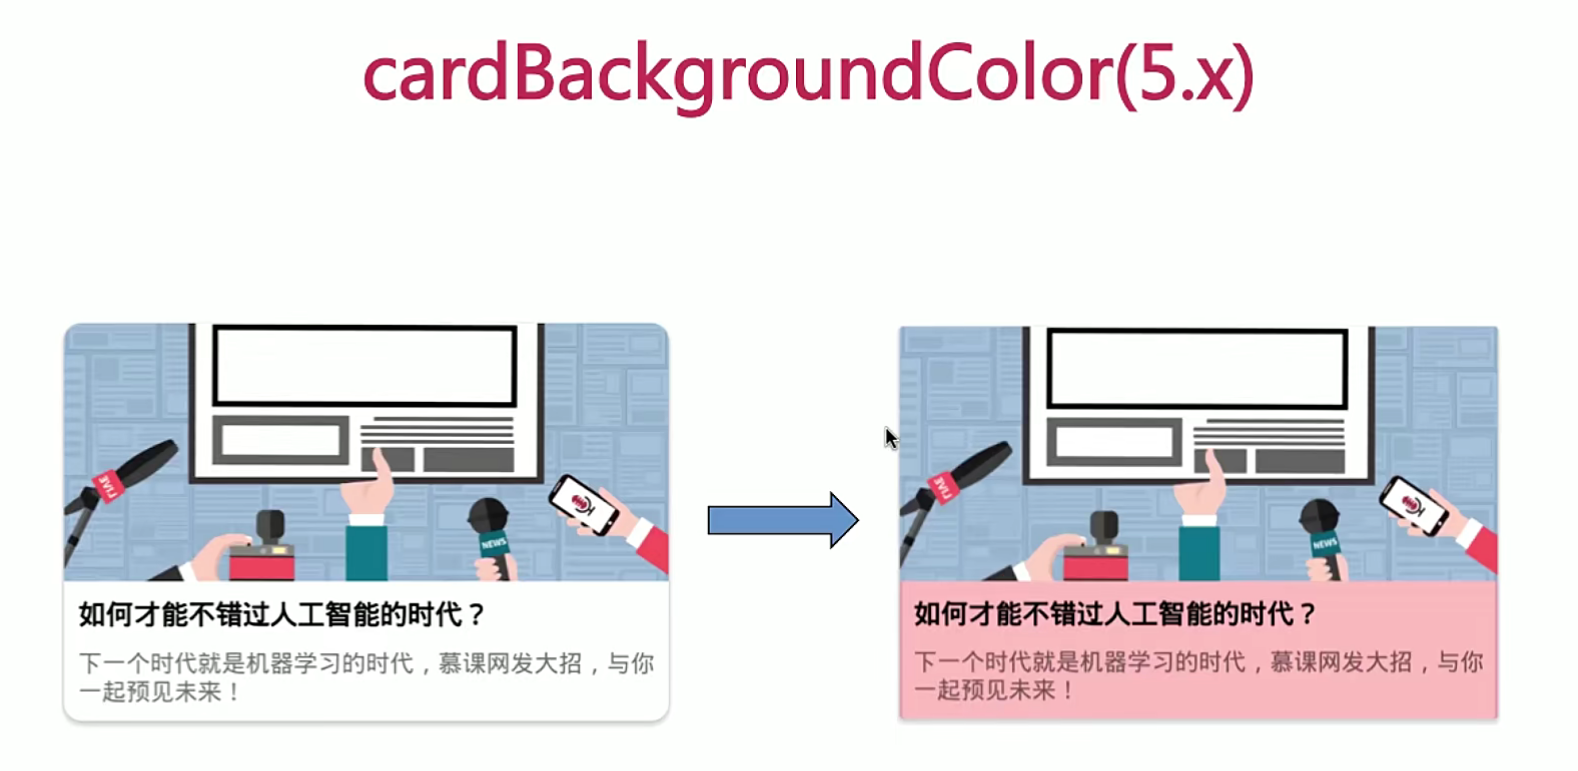 cardBackgroundColor(5.x)
LIVE
NEWS
如何才能不错过人工智能的时代？
下一个时代就是机器学习的时代，慕课网发大招，与你
一起预见未来！
LIVE
NEWS
如何才能不错过人工智能的时代？
下一个时代就是机器学习的时代，慕课网发大招，与你
一起预见未来！